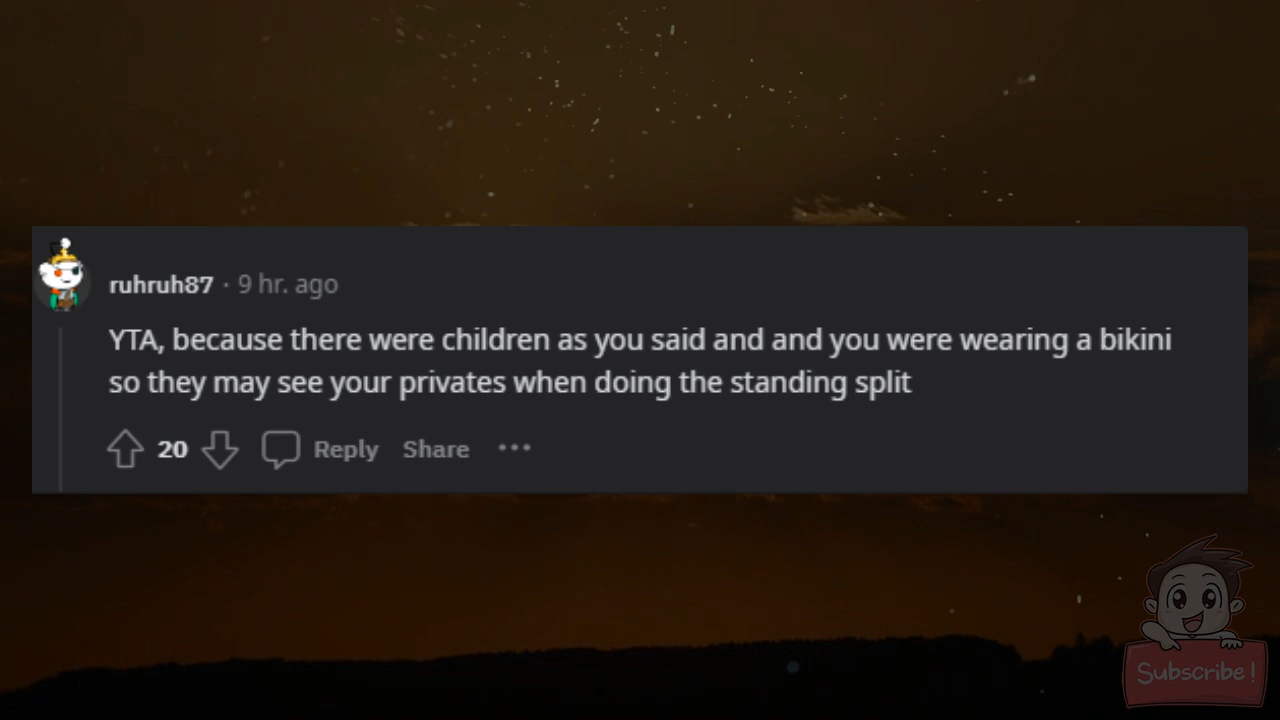 ruhruh87 · 9 hr. ago
YTA, because there were children as you said and and you were wearing a bikini
so they may see your privates when doing the standing split
20 Reply Share ···
Subscribe!